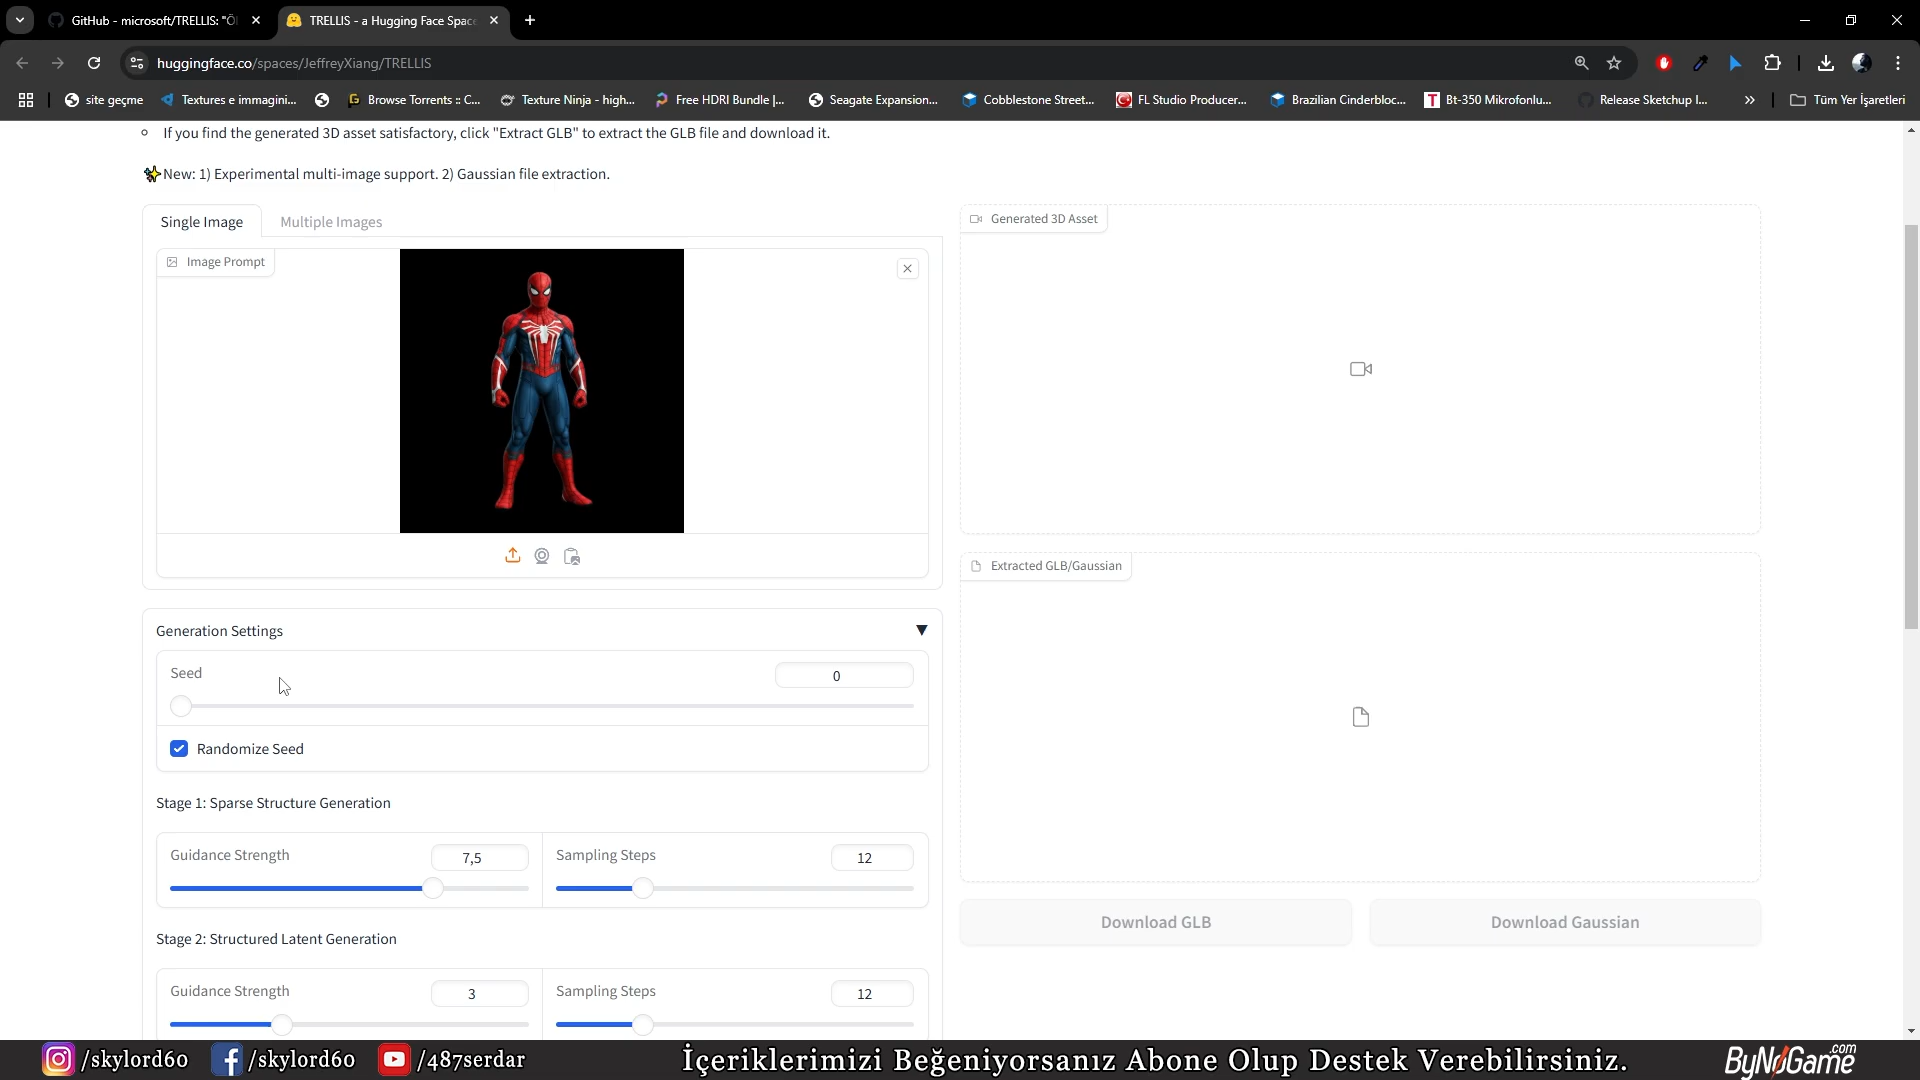 GitHub - microsoft/TRELLIS: "Ö
TRELLIS - a Hugging Face Space
huggingface.co/spaces/JeffreyXiang/TRELLIS
site geçme
Textures e immagini...
Browse Torrents :: C...
Texture Ninja - high...
Free HDRI Bundle |...
Seagate Expansion...
Cobblestone Street...
FL Studio Producer...
Brazilian Cinderbloc...
Bt-350 Mikrofonlu...
Release Sketchup I...
Tüm Yer İşaretleri
If you find the generated 3D asset satisfactory, click "Extract GLB" to extract the GLB file and download it.
✨New: 1) Experimental multi-image support. 2) Gaussian file extraction.
Single Image
Multiple Images
Image Prompt
Generated 3D Asset
Extracted GLB/Gaussian
Generation Settings
Seed
0
Randomize Seed
Stage 1: Sparse Structure Generation
Guidance Strength
7,5
Sampling Steps
12
Download GLB
Download Gaussian
Stage 2: Structured Latent Generation
Guidance Strength
3
Sampling Steps
12
/skylord60
/skylord60
/487serdar
İçeriklerimizi Beğeniyorsanız Abone Olup Destek Verebilirsiniz.
ByNoGame.com